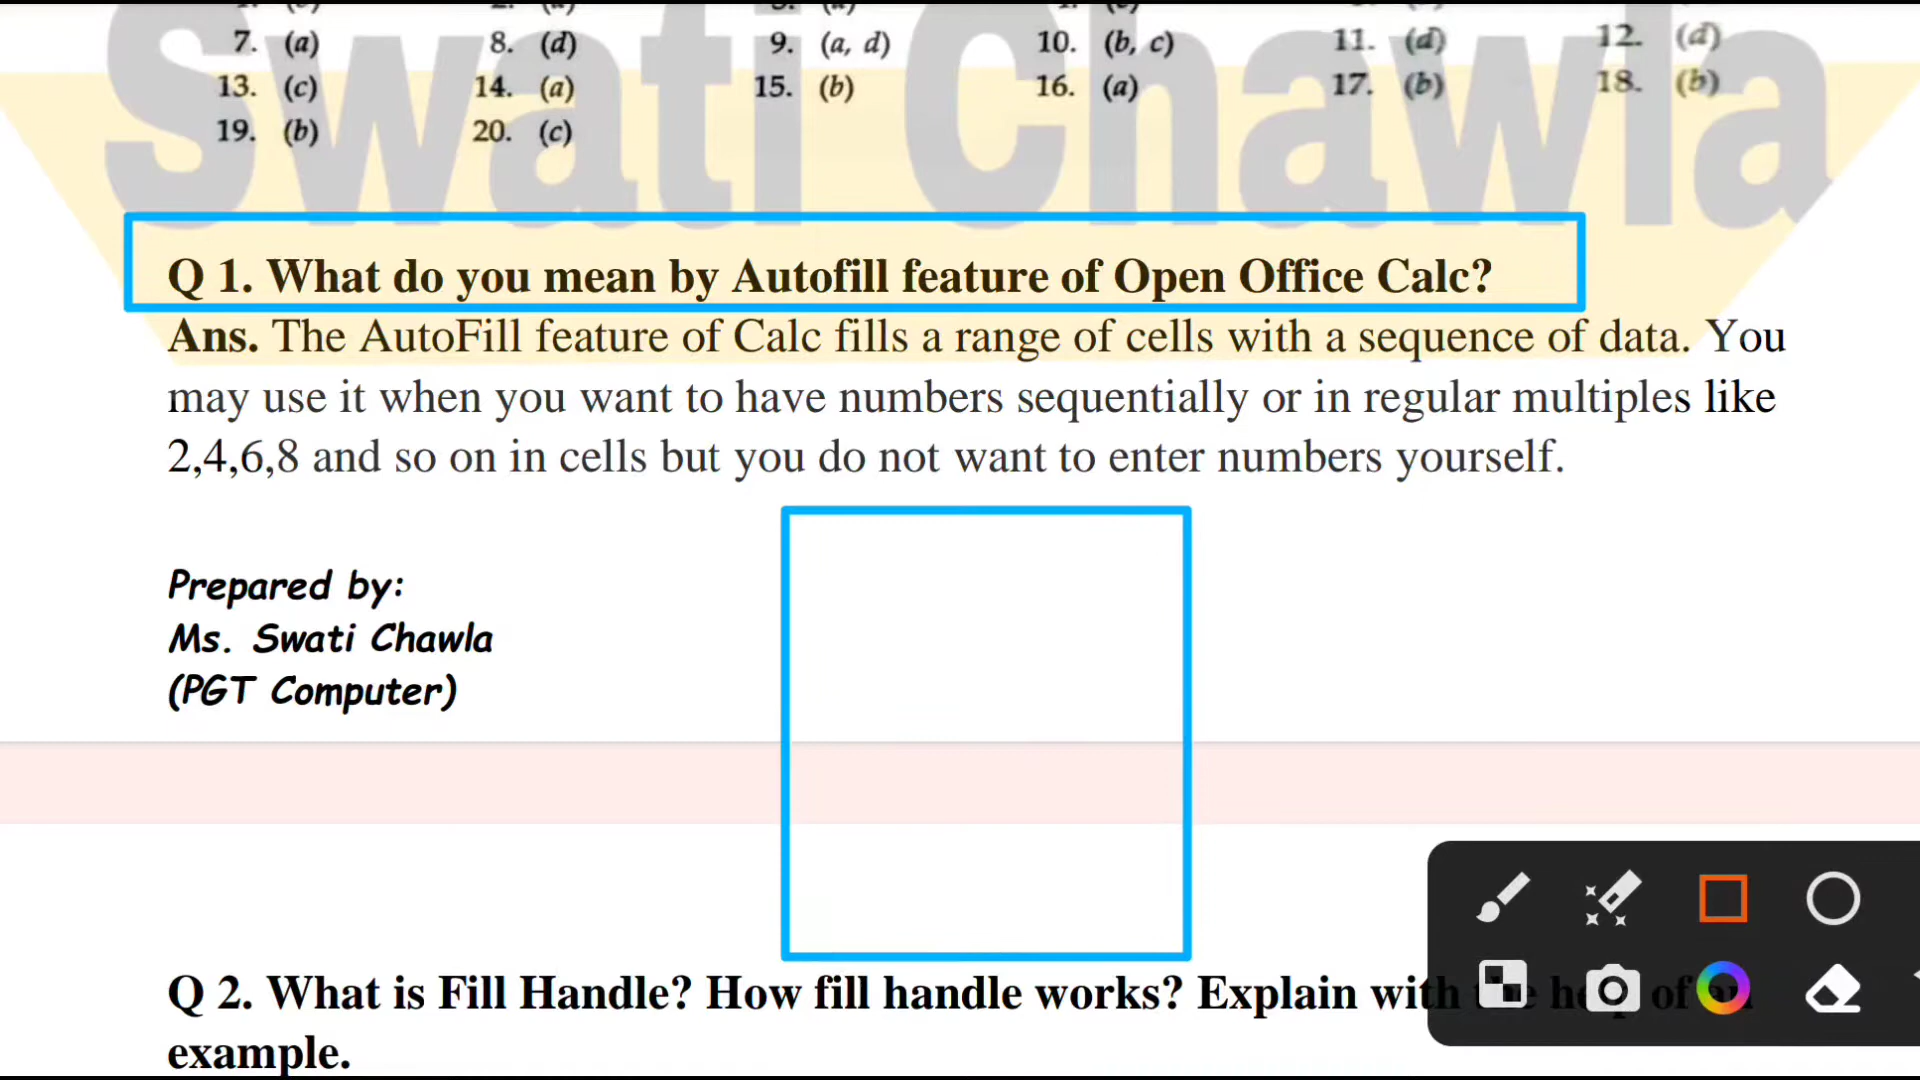 Swati Chawla
7. (a) 8. (d) 9. (a, d) 10. (b, c) 11. (d) 12. (d)
13. (c) 14. (a) 15. (b) 16. (a) 17. (b) 18. (b)
19. (b) 20. (c)
Q 1. What do you mean by Autofill feature of Open Office Calc?
Ans. The AutoFill feature of Calc fills a range of cells with a sequence of data. You
may use it when you want to have numbers sequentially or in regular multiples like
2,4,6,8 and so on in cells but you do not want to enter numbers yourself.
Prepared by:
Ms. Swati Chawla
(PGT Computer)
Q 2. What is Fill Handle? How fill handle works? Explain with of
example.